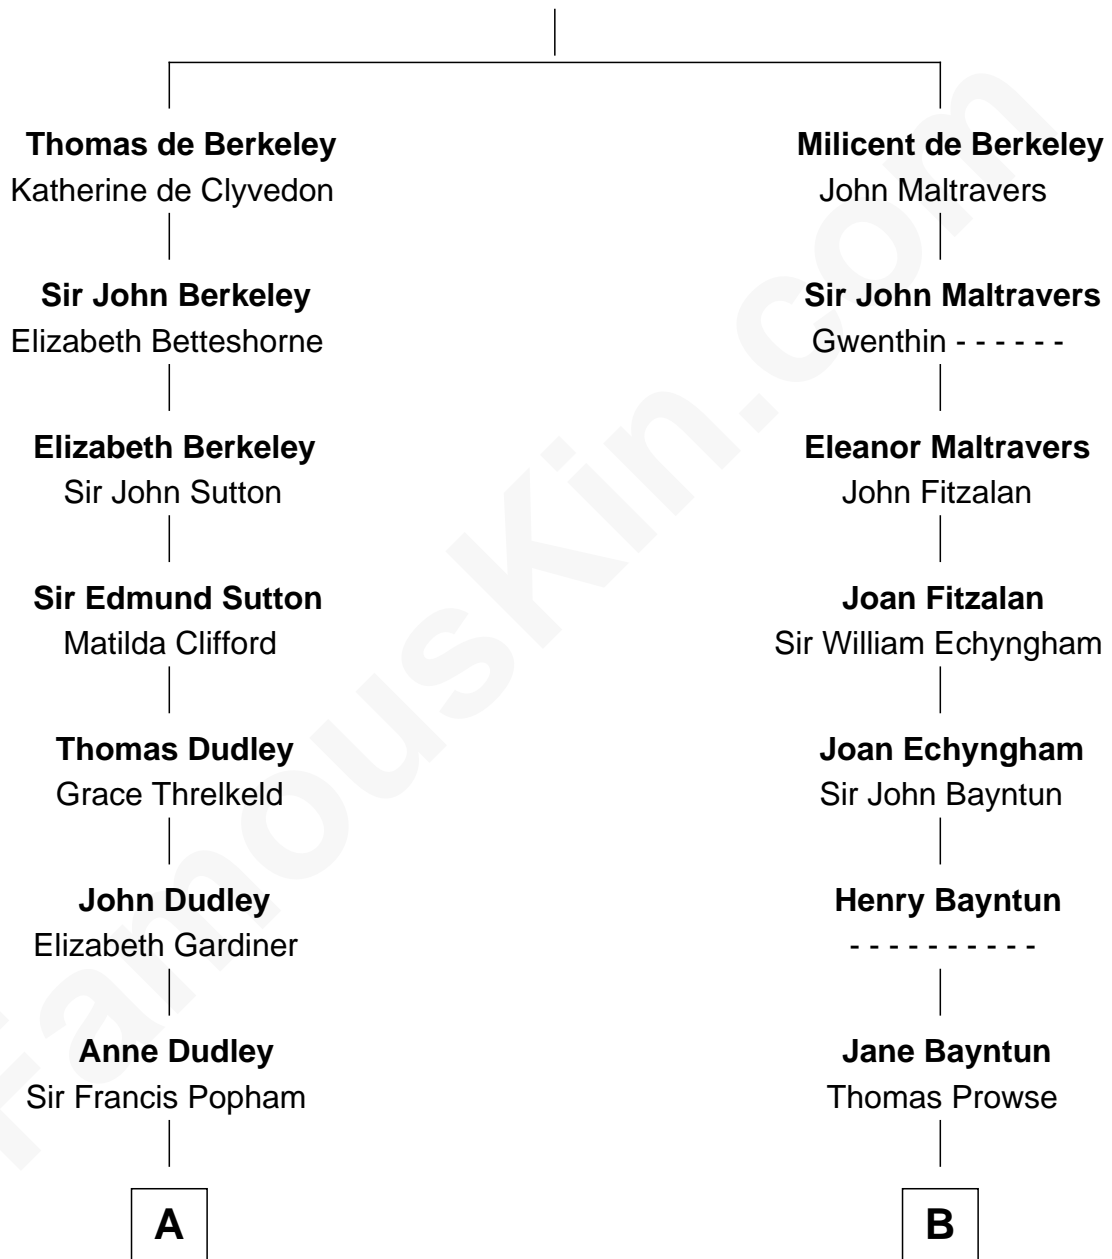 Thomas de Berkeley
Katherine de Clyvedon
Sir John Berkeley
Elizabeth Betteshorne
Elizabeth Berkeley
Sir John Sutton
Sir Edmund Sutton
Matilda Clifford
Thomas Dudley
Grace Threlkeld
John Dudley
Elizabeth Gardiner
Anne Dudley
Sir Francis Popham
A
Milicent de Berkeley
John Maltravers
Sir John Maltravers
Gwenthin - - - - - -
Eleanor Maltravers
John Fitzalan
Joan Fitzalan
Sir William Echyngham
Joan Echyngham
Sir John Bayntun
Henry Bayntun
- - - - - - - - - -
Jane Bayntun
Thomas Prowse
B
FamousKin.com